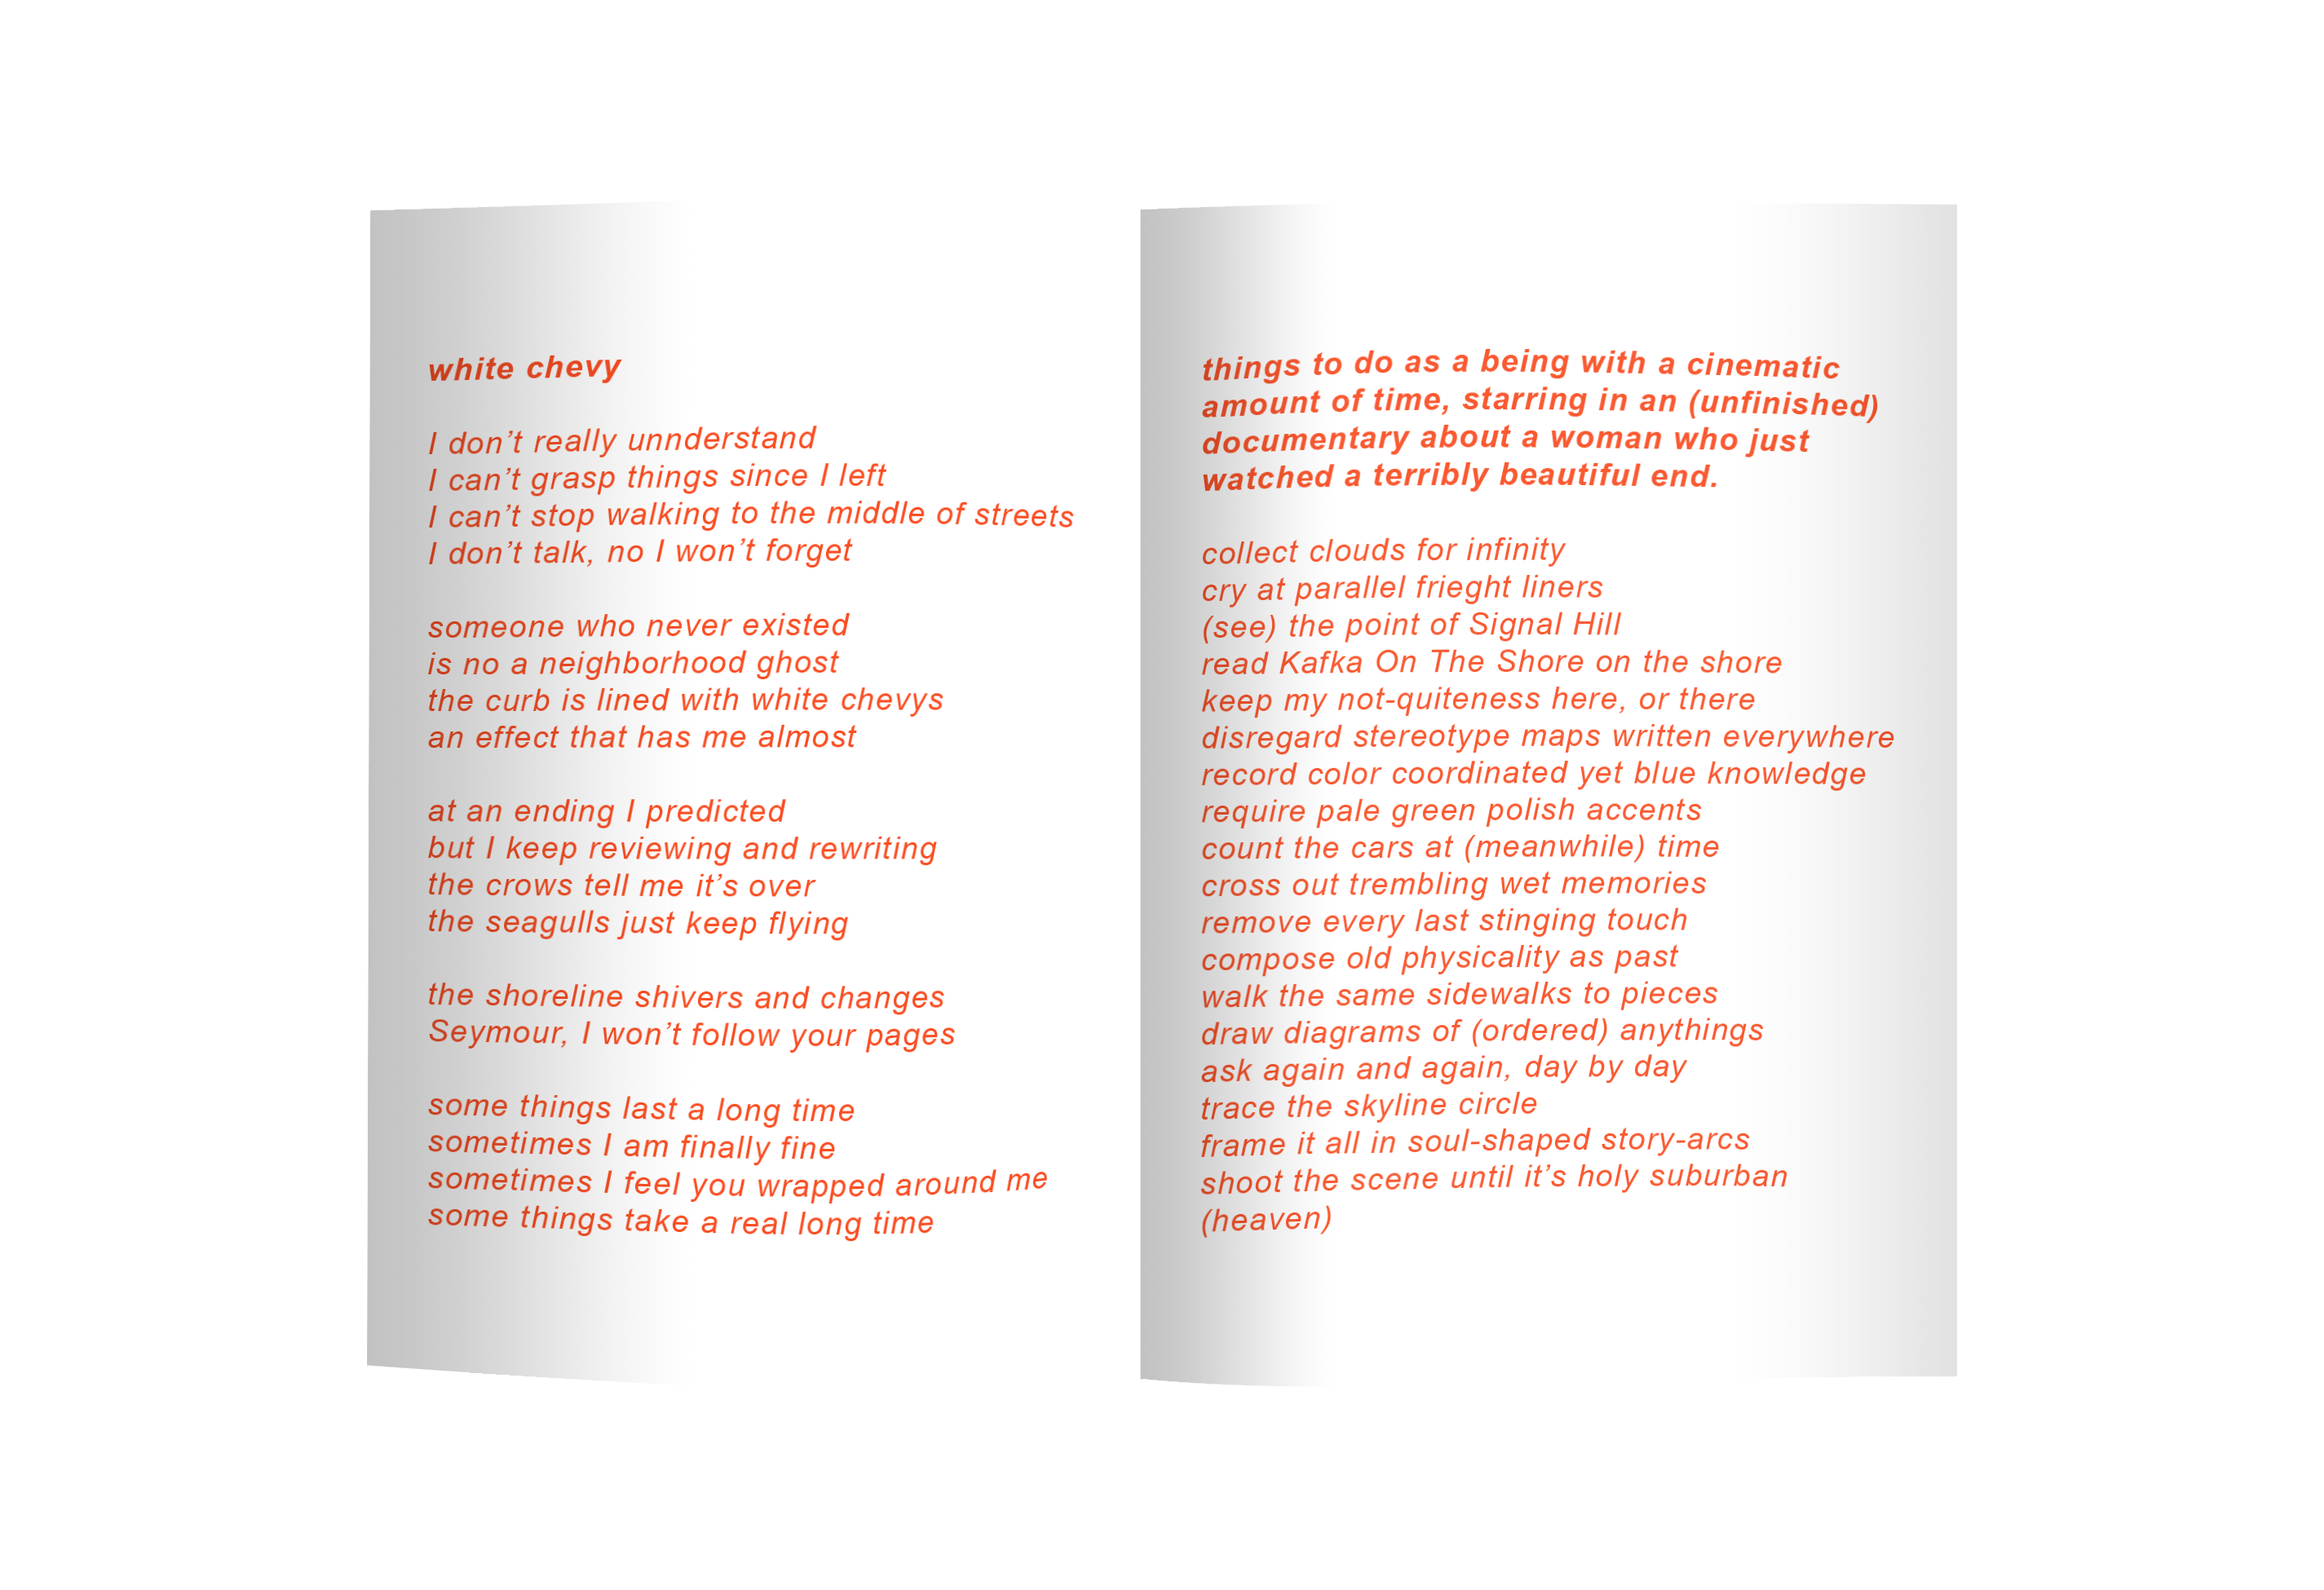 white chevy
I don’t really unnderstand
I can’t grasp things since I left
I can’t stop walking to the middle of streets
I don’t talk, no I won’t forget
someone who never existed
is no a neighborhood ghost
the curb is lined with white chevys
an effect that has me almost
at an ending I predicted
but I keep reviewing and rewriting
the crows tell me it’s over
the seagulls just keep flying
the shoreline shivers and changes
Seymour, I won’t follow your pages
some things last a long time
sometimes I am finally fine
sometimes I feel you wrapped around me
some things take a real long time
things to do as a being with a cinematic
amount of time, starring in an (unfinished)
documentary about a woman who just
watched a terribly beautiful end.
collect clouds for infinity
cry at parallel frieght liners
(see) the point of Signal Hill
read Kafka On The Shore on the shore
keep my not-quiteness here, or there
disregard stereotype maps written everywhere
record color coordinated yet blue knowledge
require pale green polish accents
count the cars at (meanwhile) time
cross out trembling wet memories
remove every last stinging touch
compose old physicality as past
walk the same sidewalks to pieces
draw diagrams of (ordered) anythings
ask again and again, day by day
trace the skyline circle
frame it all in soul-shaped story-arcs
shoot the scene until it’s holy suburban
(heaven)